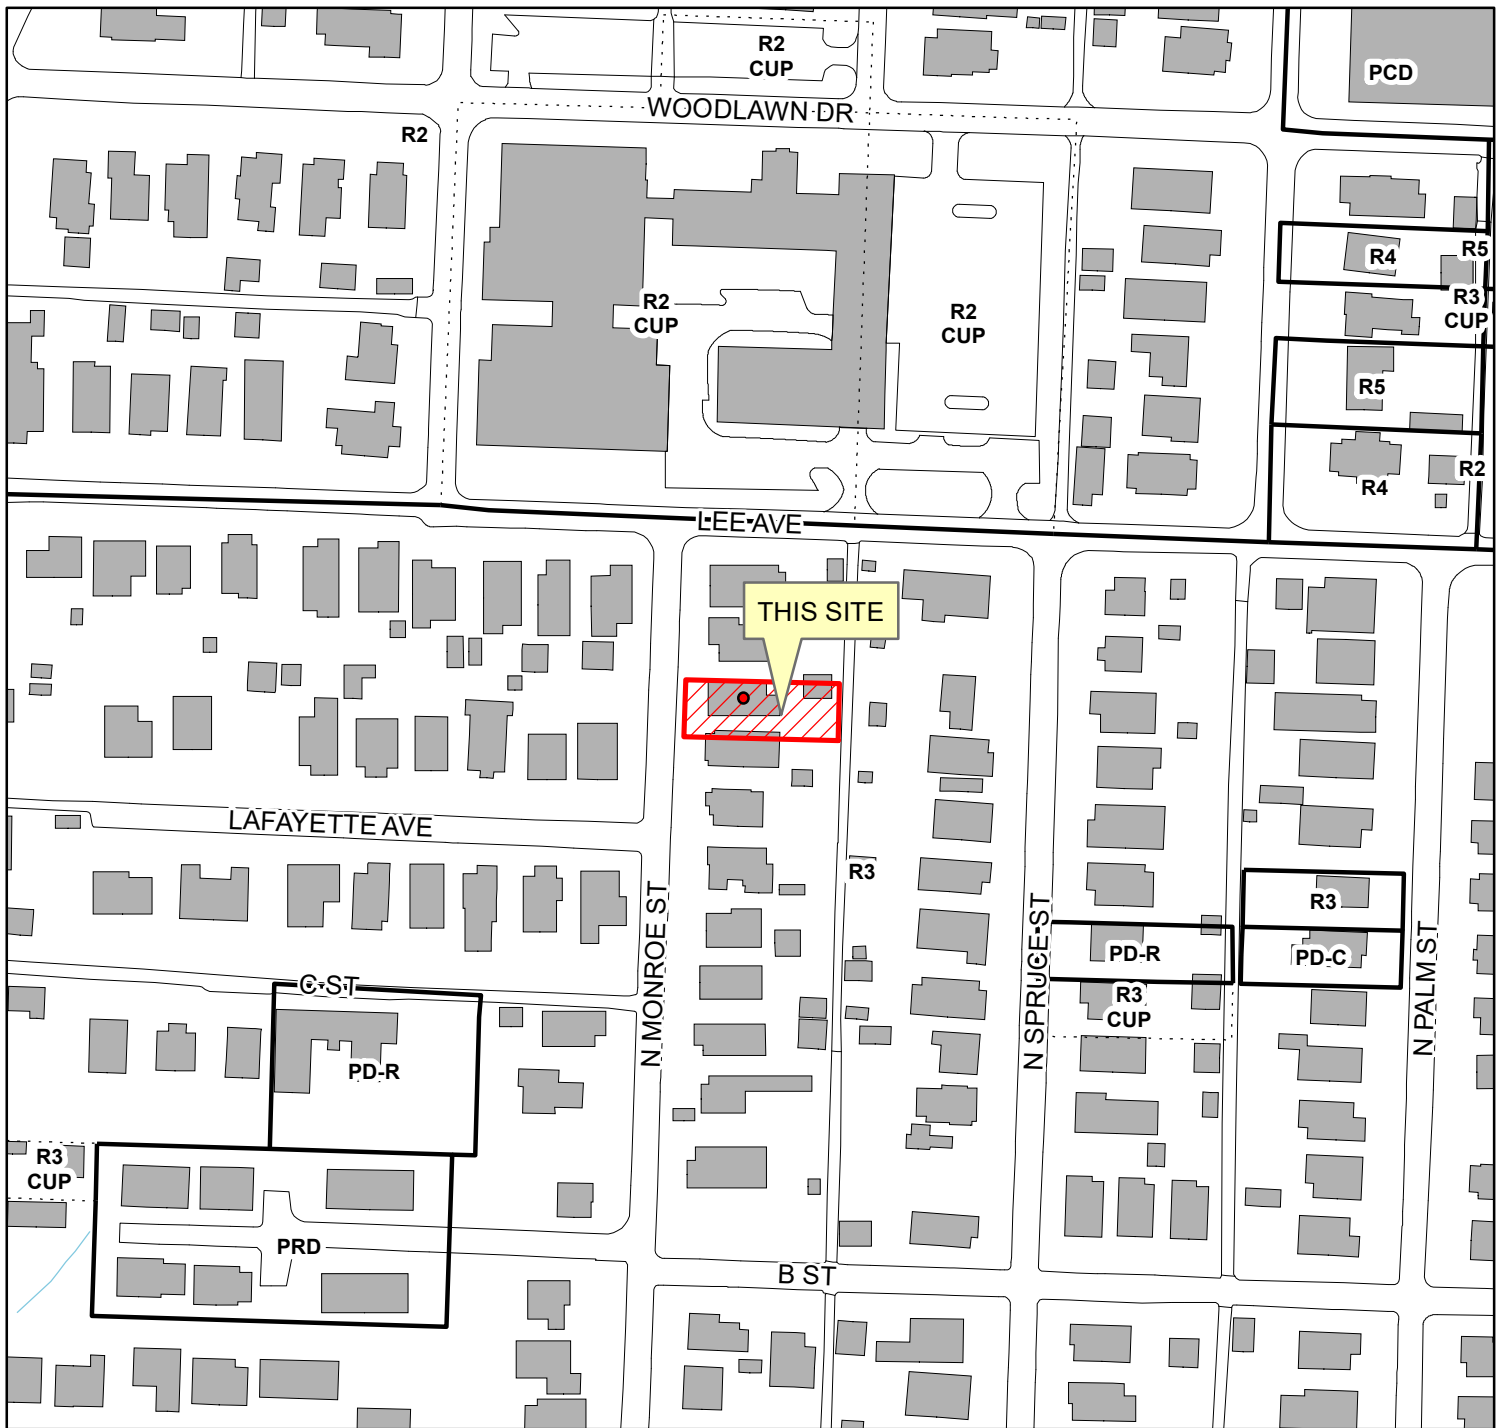 R2
CUP
PCD
WOODLAWN DR
R2
R4
R5
R2
CUP
R2
CUP
R3
CUP
R5
R2
R4
LEE AVE
THIS SITE
LAFAYETTE AVE
R3
R3
N MONROE ST
N SPRUCE ST
N PALM ST
PD-R
PD-C
C ST
R3
CUP
PD-R
R3
CUP
PRD
B ST